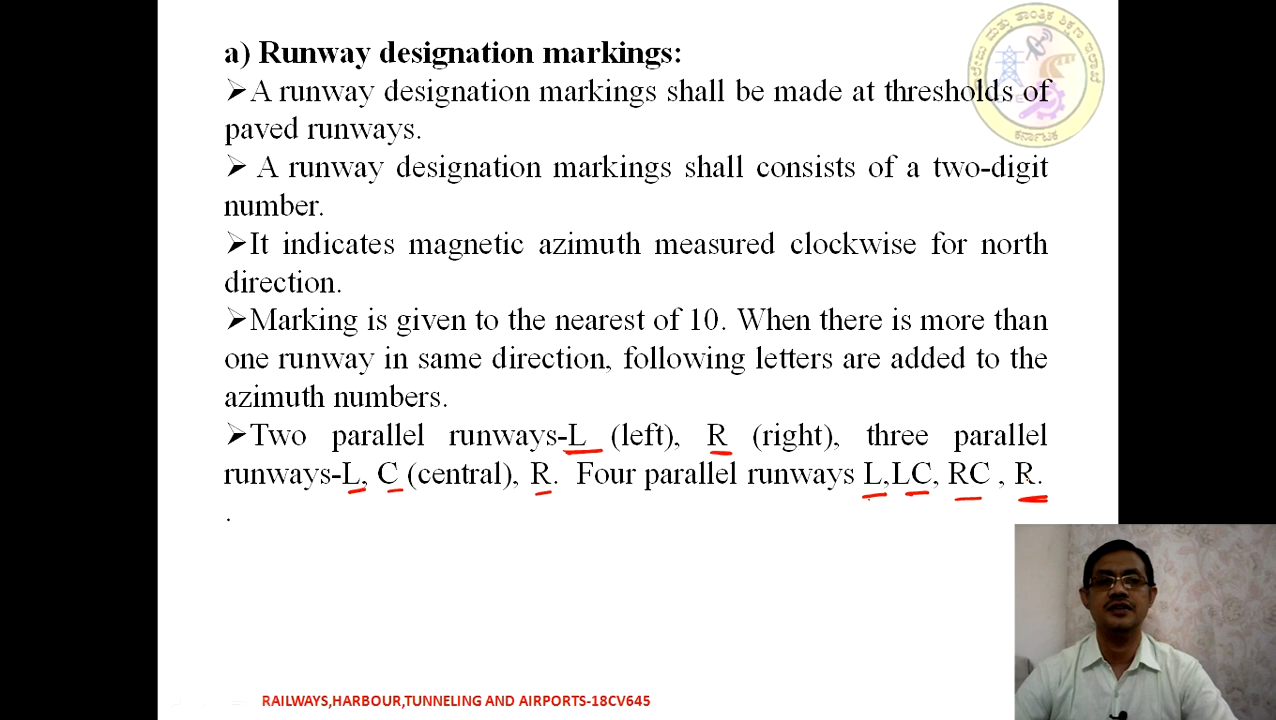 a) Runway designation markings:
➢A runway designation markings shall be made at thresholds of
paved runways.
➢ A runway designation markings shall consists of a two-digit
number.
➢It indicates magnetic azimuth measured clockwise for north
direction.
➢Marking is given to the nearest of 10. When there is more than
one runway in same direction, following letters are added to the
azimuth numbers.
➢Two parallel runways-L (left), R (right), three parallel
runways-L, C (central), R. Four parallel runways L,LC, RC , R.
.
ಕರ್ನಾಟಕ
RAILWAYS,HARBOUR,TUNNELING AND AIRPORTS-18CV645